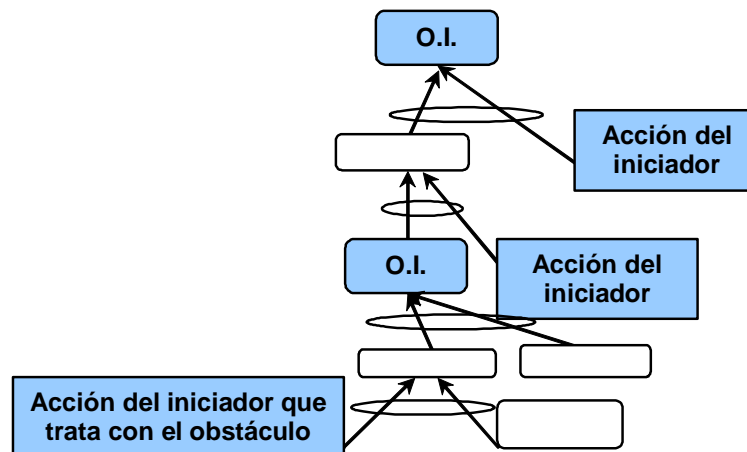 O.I.
Acción del
iniciador
O.I.
Acción del
iniciador
Acción del iniciador que
trata con el obstáculo